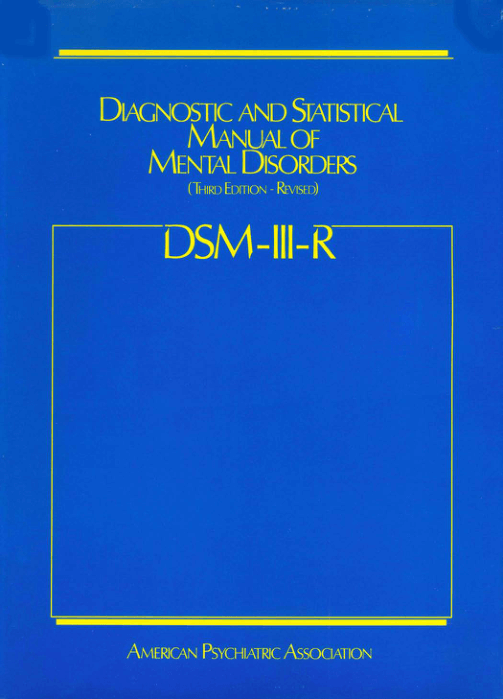 DIAGNOSTIC AND STATISTICAL
MANUAL OF
MENTAL DISORDERS
(THIRD EDITION - REVISED)
DSM-III-R
AMERICAN PSYCHIATRIC ASSOCIATION